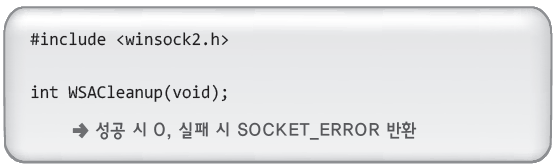 #include <winsock2.h>
int WSACleanup(void);
➔ 성공 시 0, 실패 시 SOCKET_ERROR 반환